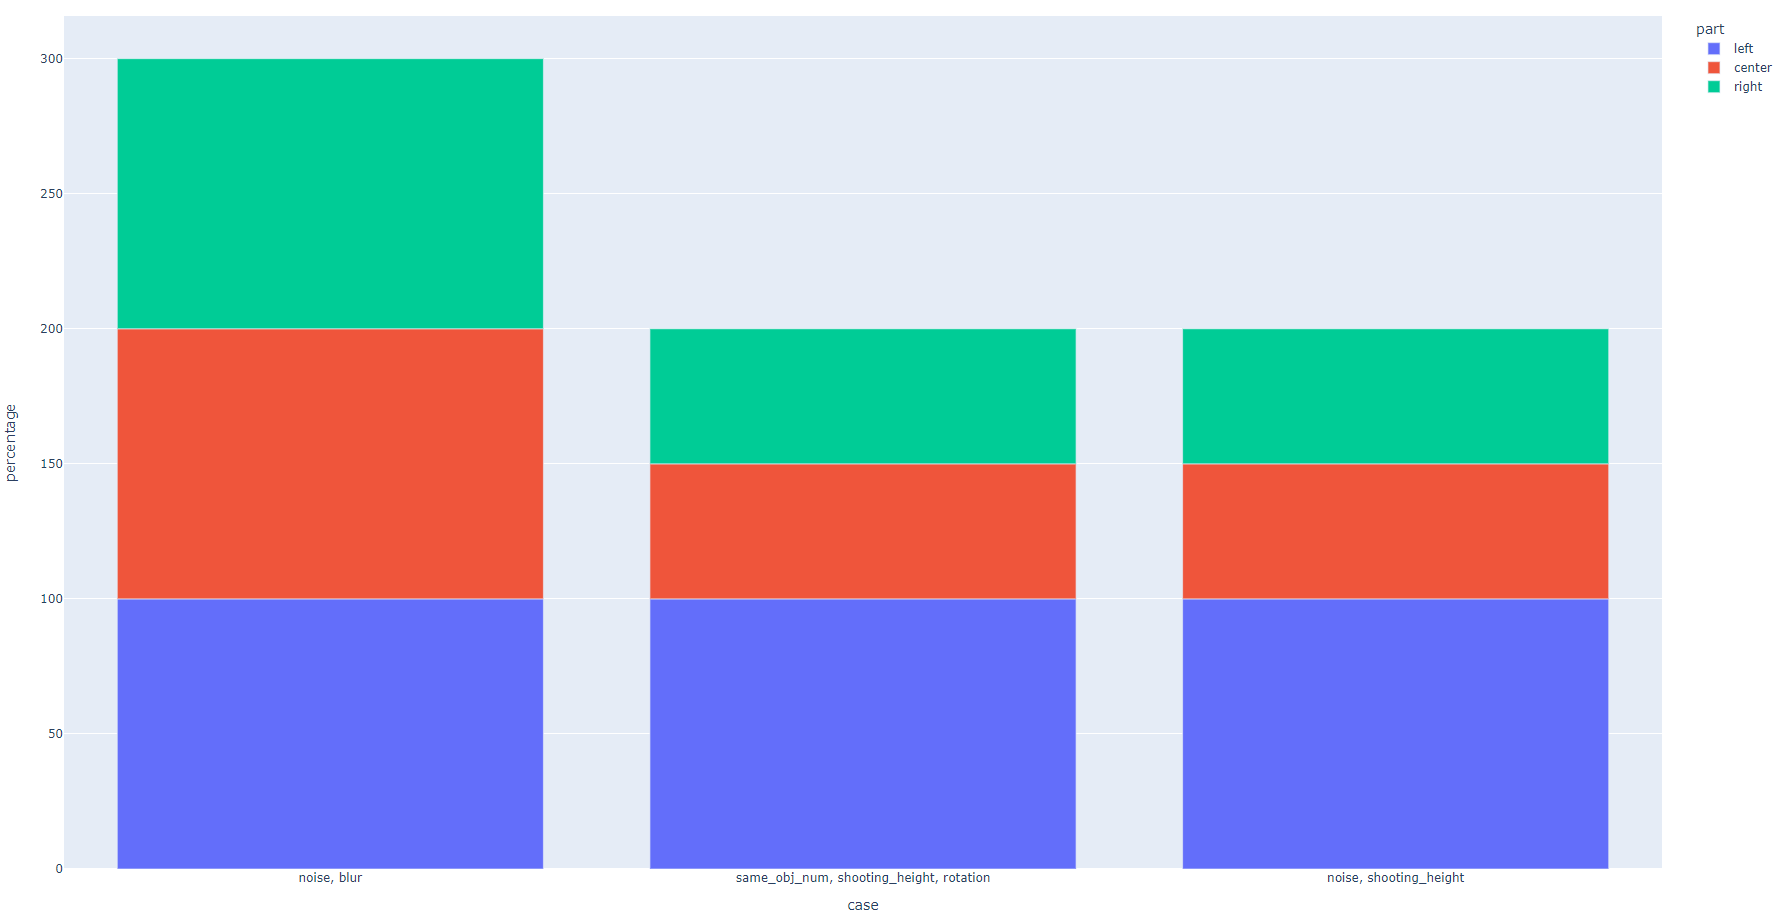 part
left
center
right
300
250
200
150
100
50
0
percentage
noise, blur
same_obj_num, shooting_height, rotation
noise, shooting_height
case